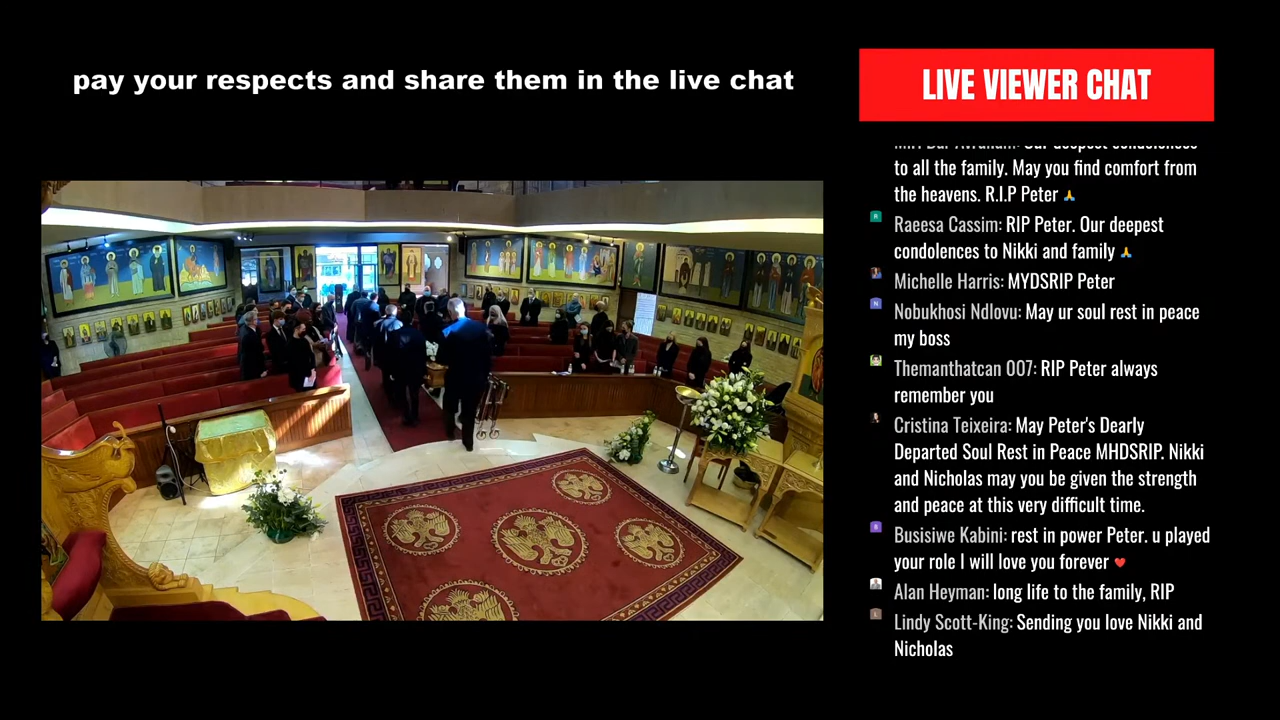 pay your respects and share them in the live chat
LIVE VIEWER CHAT
to all the family. May you find comfort from
the heavens. R.I.P Peter 🙏
Raeesa Cassim: RIP Peter. Our deepest
condolences to Nikki and family 🙏
Michelle Harris: MYDSRIP Peter
Nobukhosi Ndlovu: May ur soul rest in peace
my boss
Themanthatcan 007: RIP Peter always
remember you
Cristina Teixeira: May Peter's Dearly
Departed Soul Rest in Peace MHDSRIP. Nikki
and Nicholas may you be given the strength
and peace at this very difficult time.
Busisiwe Kabini: rest in power Peter. u played
your role I will love you forever ❤
Alan Heyman: long life to the family, RIP
Lindy Scott-King: Sending you love Nikki and
Nicholas